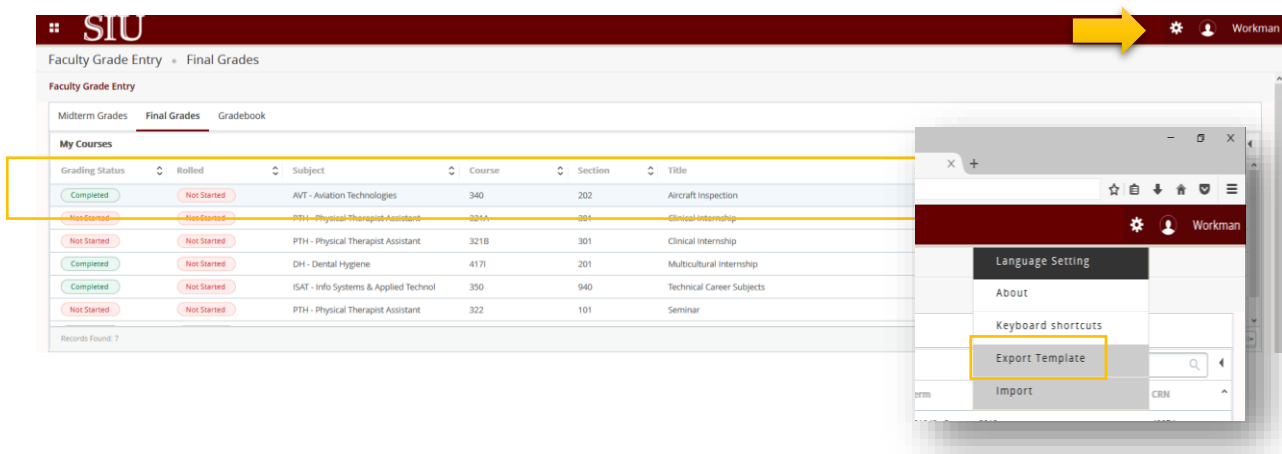 SIU
Workman
Faculty Grade Entry • Final Grades
Faculty Grade Entry
Midterm Grades Final Grades Gradebook
My Courses
Grading Status Rolled Subject Course Section Title
Completed Not Started AVT - Aviation Technologies 340 202 Aircraft Inspection
Not Started Not Started PTH - Physical Therapist Assistant 321A 301 Clinical Internship
Not Started Not Started PTH - Physical Therapist Assistant 321B 301 Clinical Internship
Completed Not Started DH - Dental Hygiene 417I 201 Multicultural Internship
Completed Not Started ISAT - Info Systems & Applied Technol 350 940 Technical Career Subjects
Not Started Not Started PTH - Physical Therapist Assistant 322 101 Seminar
Records Found: 7
Workman
Language Setting
About
Keyboard shortcuts
Export Template
Import
erm CRN